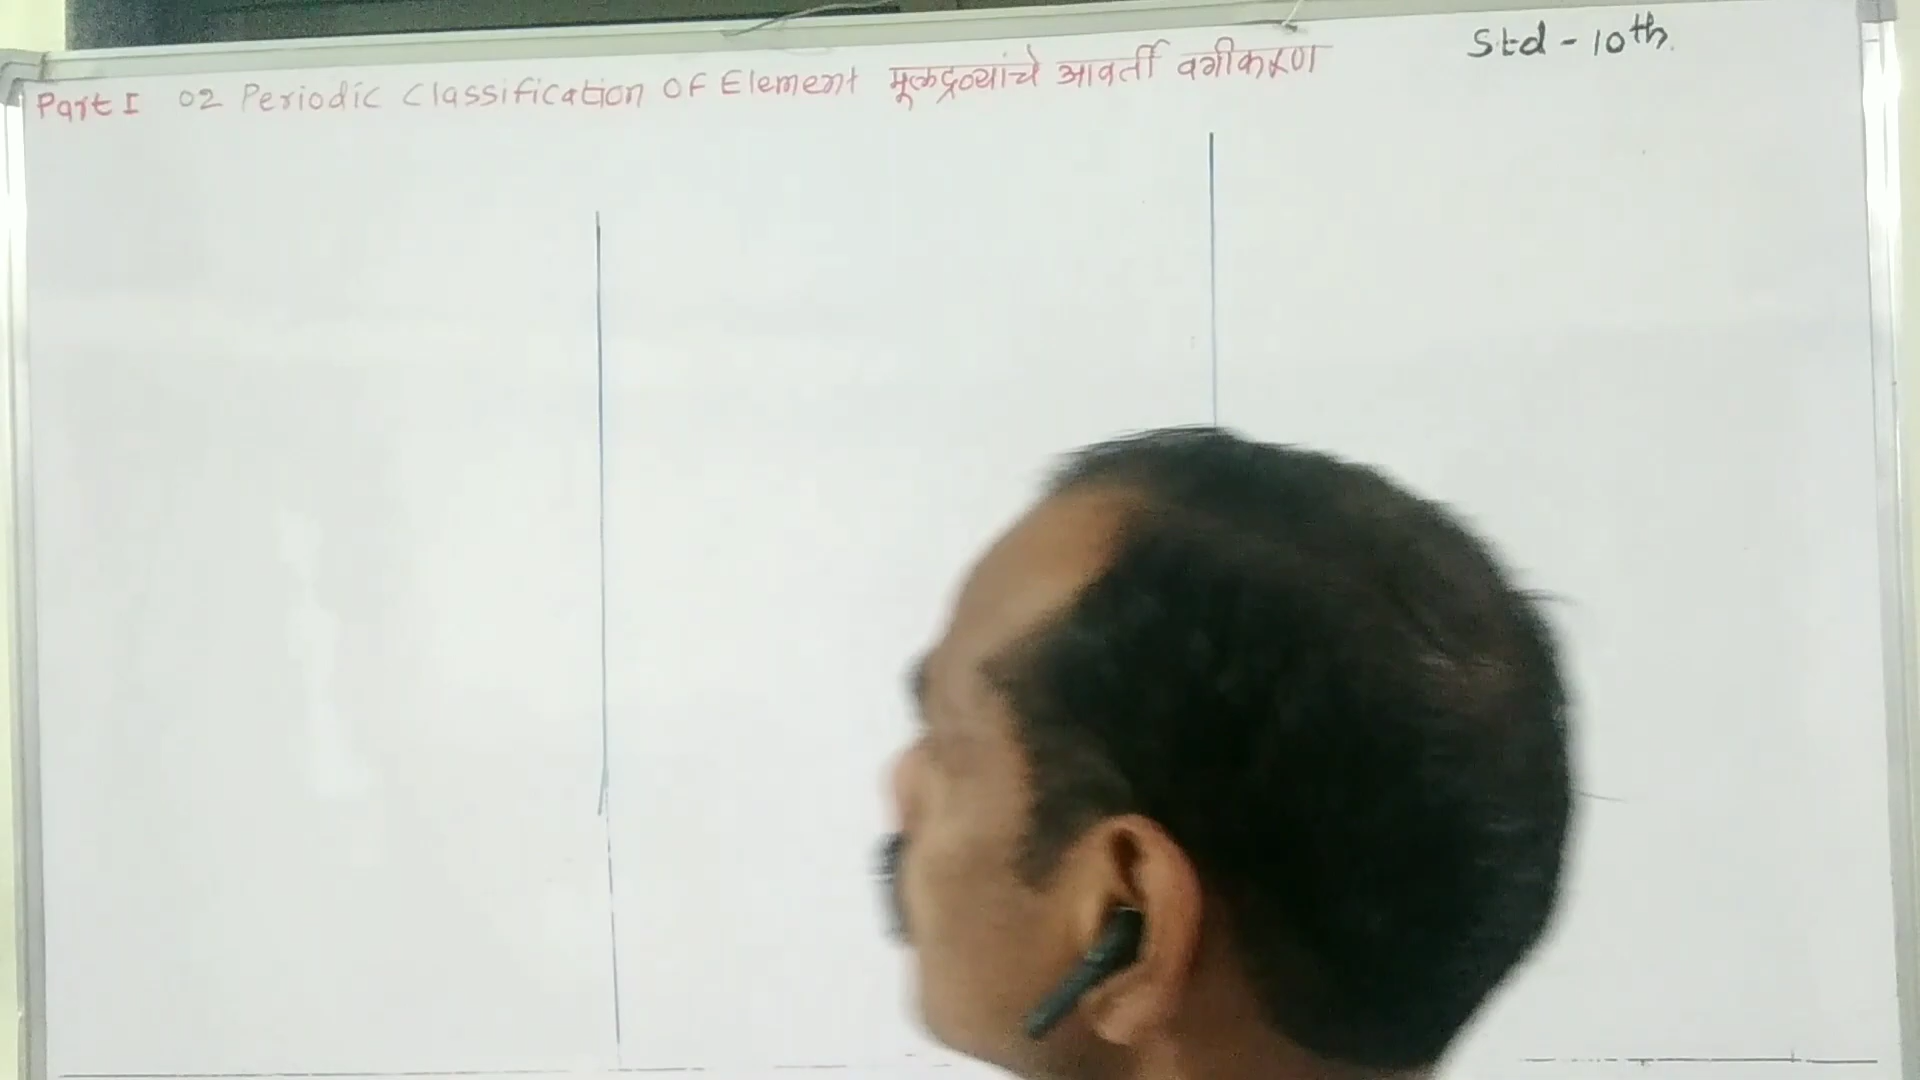 Part I 02 Periodic Classification OF Element मूलद्रव्यांचे आवर्ती वर्गीकरण
Std - 10th.